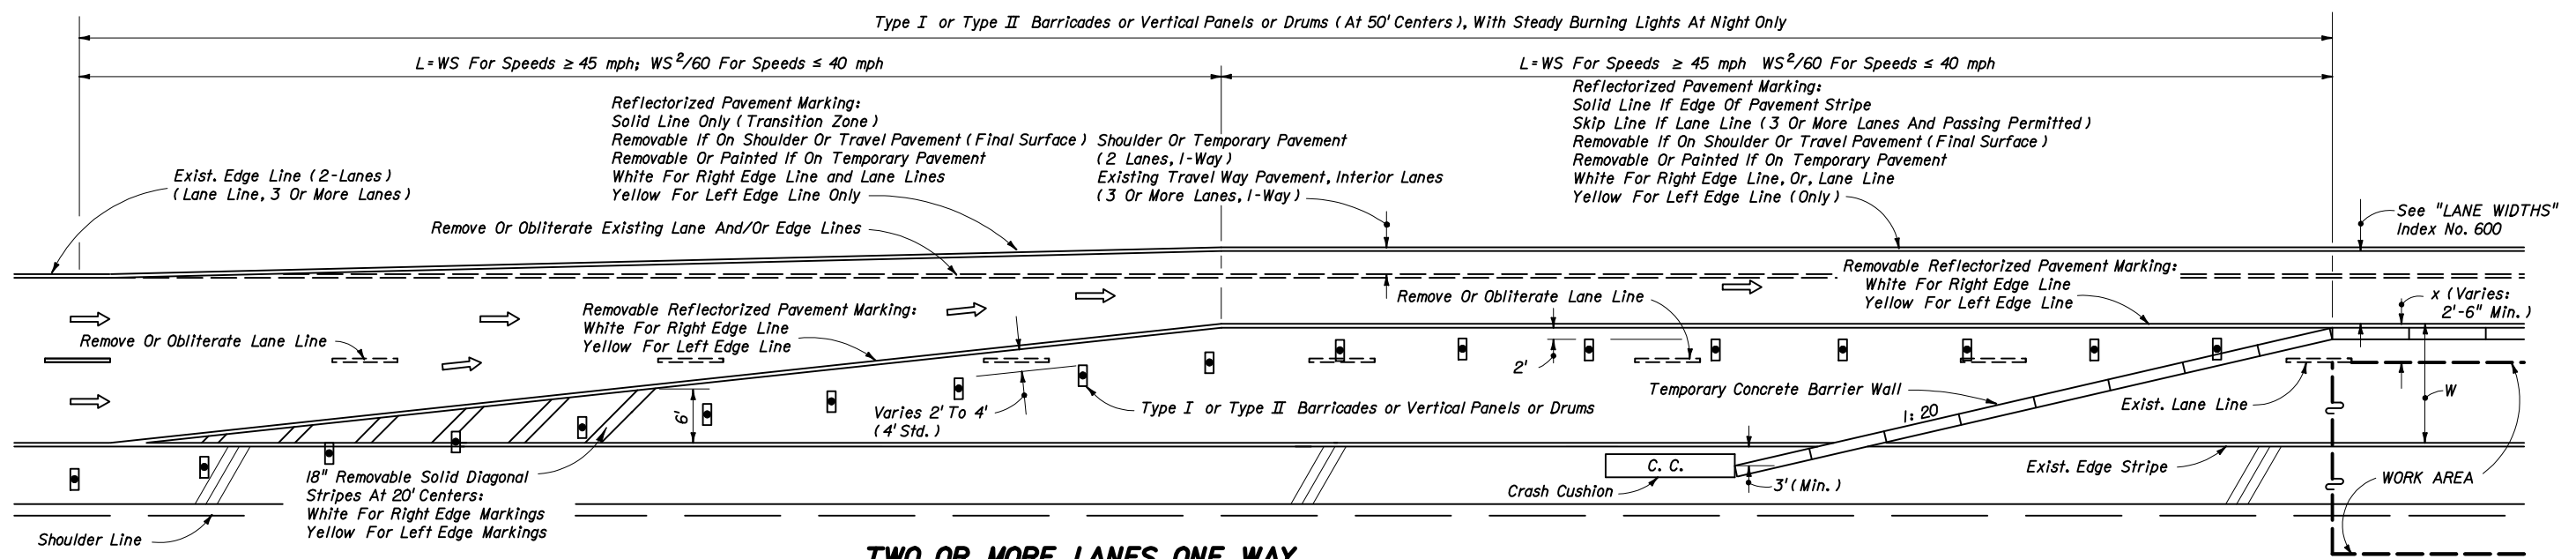 Type I or Type II Barricades or Vertical Panels or Drums (At 50' Centers), With Steady Burning Lights At Night Only
L=WS For Speeds ≥ 45 mph; WS²/60 For Speeds ≤ 40 mph
L=WS For Speeds ≥ 45 mph WS²/60 For Speeds ≤ 40 mph
Reflectorized Pavement Marking:
Solid Line Only (Transition Zone)
Removable If On Shoulder Or Travel Pavement (Final Surface)
Removable Or Painted If On Temporary Pavement
White For Right Edge Line and Lane Lines
Yellow For Left Edge Line Only
Shoulder Or Temporary Pavement
(2 Lanes, 1-Way)
Existing Travel Way Pavement, Interior Lanes
(3 Or More Lanes, 1-Way)
Reflectorized Pavement Marking:
Solid Line If Edge Of Pavement Stripe
Skip Line If Lane Line (3 Or More Lanes And Passing Permitted)
Removable If On Shoulder Or Travel Pavement (Final Surface)
Removable Or Painted If On Temporary Pavement
White For Right Edge Line, Or, Lane Line
Yellow For Left Edge Line (Only)
Exist. Edge Line (2-Lanes)
(Lane Line, 3 Or More Lanes)
Remove Or Obliterate Existing Lane And/Or Edge Lines
See "LANE WIDTHS"
Index No. 600
Removable Reflectorized Pavement Marking:
White For Right Edge Line
Yellow For Left Edge Line
Remove Or Obliterate Lane Line
x (Varies:
2'-6" Min.)
Removable Reflectorized Pavement Marking:
White For Right Edge Line
Yellow For Left Edge Line
Remove Or Obliterate Lane Line
2'
6'
Varies 2' To 4'
(4' Std.)
Type I or Type II Barricades or Vertical Panels or Drums
Temporary Concrete Barrier Wall
1:20
Exist. Lane Line
W
18" Removable Solid Diagonal
Stripes At 20' Centers:
White For Right Edge Markings
Yellow For Left Edge Markings
C. C.
Crash Cushion
3' (Min.)
Exist. Edge Stripe
WORK AREA
Shoulder Line
TWO OR MORE LANES ONE WAY